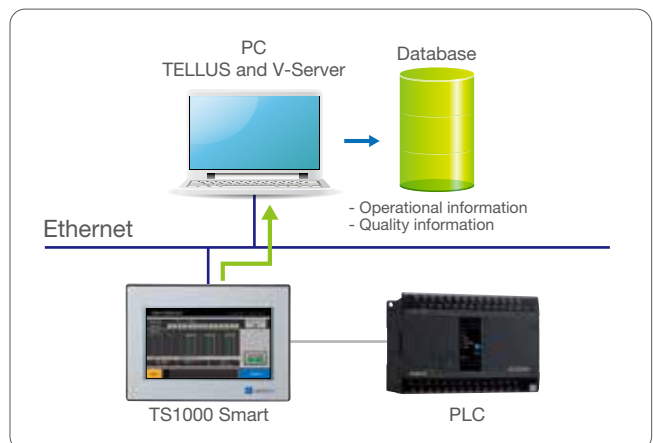 PC
TELLUS and V-Server
Database
- Operational information
- Quality information
Ethernet
TS1000 Smart
PLC